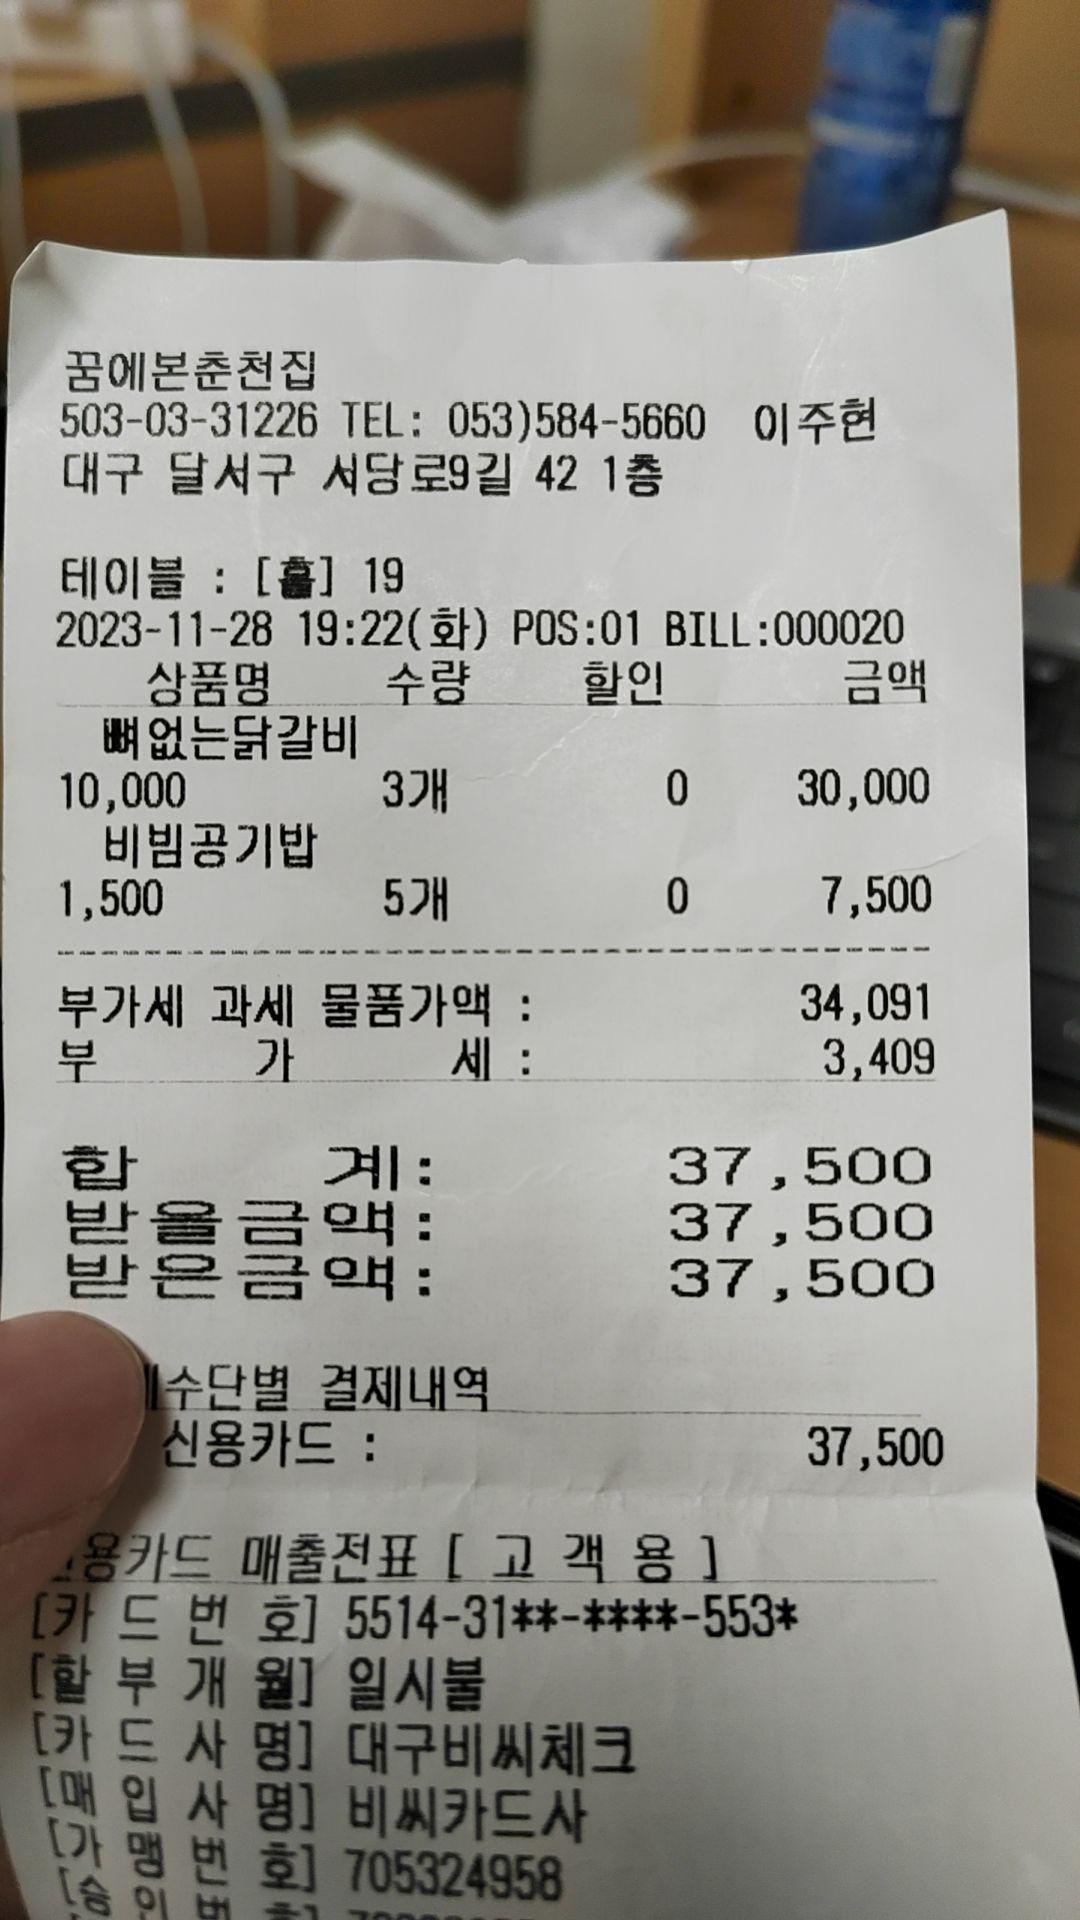 꿈에본춘천집
503-03-31226 TEL: 053)584-5660 이주현
대구 달서구 서당로9길 42 1층
테이블 : [홀] 19
2023-11-28 19:22(화) POS:01 BILL:000020
상품명 수량 할인 금액
뼈없는닭갈비
10,000 3개 0 30,000
비빔공기밥
1,500 5개 0 7,500
부가세 과세 물품가액 : 34,091
부 가 세 : 3,409
합 계: 37,500
받을금액: 37,500
받은금액: 37,500
수단별 결제내역
신용카드 : 37,500
용카드 매출전표 [ 고 객 용 ]
[카 드 번 호] 5514-31**-****-553*
[할 부 개 월] 일시불
[카 드 사 명] 대구비씨체크
[매 입 사 명] 비씨카드사
[가 맹 번 호] 705324958
[승 인 번 호]